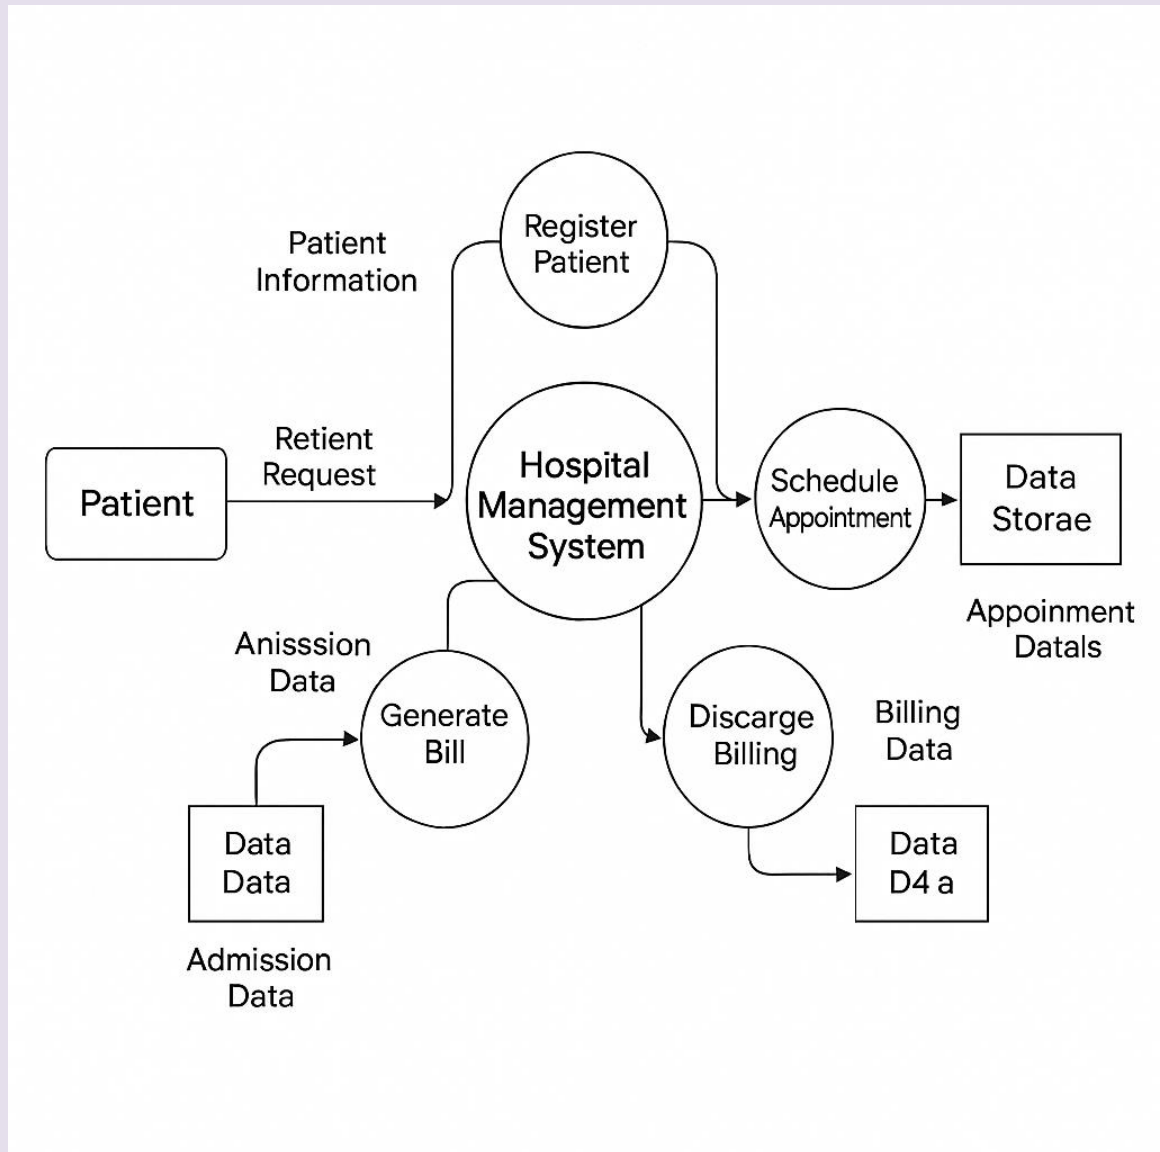 Register
Patient
Patient
Information
Retient
Request
Patient
Hospital
Management
System
Schedule
Appointment
Data
Storae
Appoinment
Datals
Anisssion
Data
Generate
Bill
Discarge
Billing
Billing
Data
Data
Data
Data
D4 a
Admission
Data